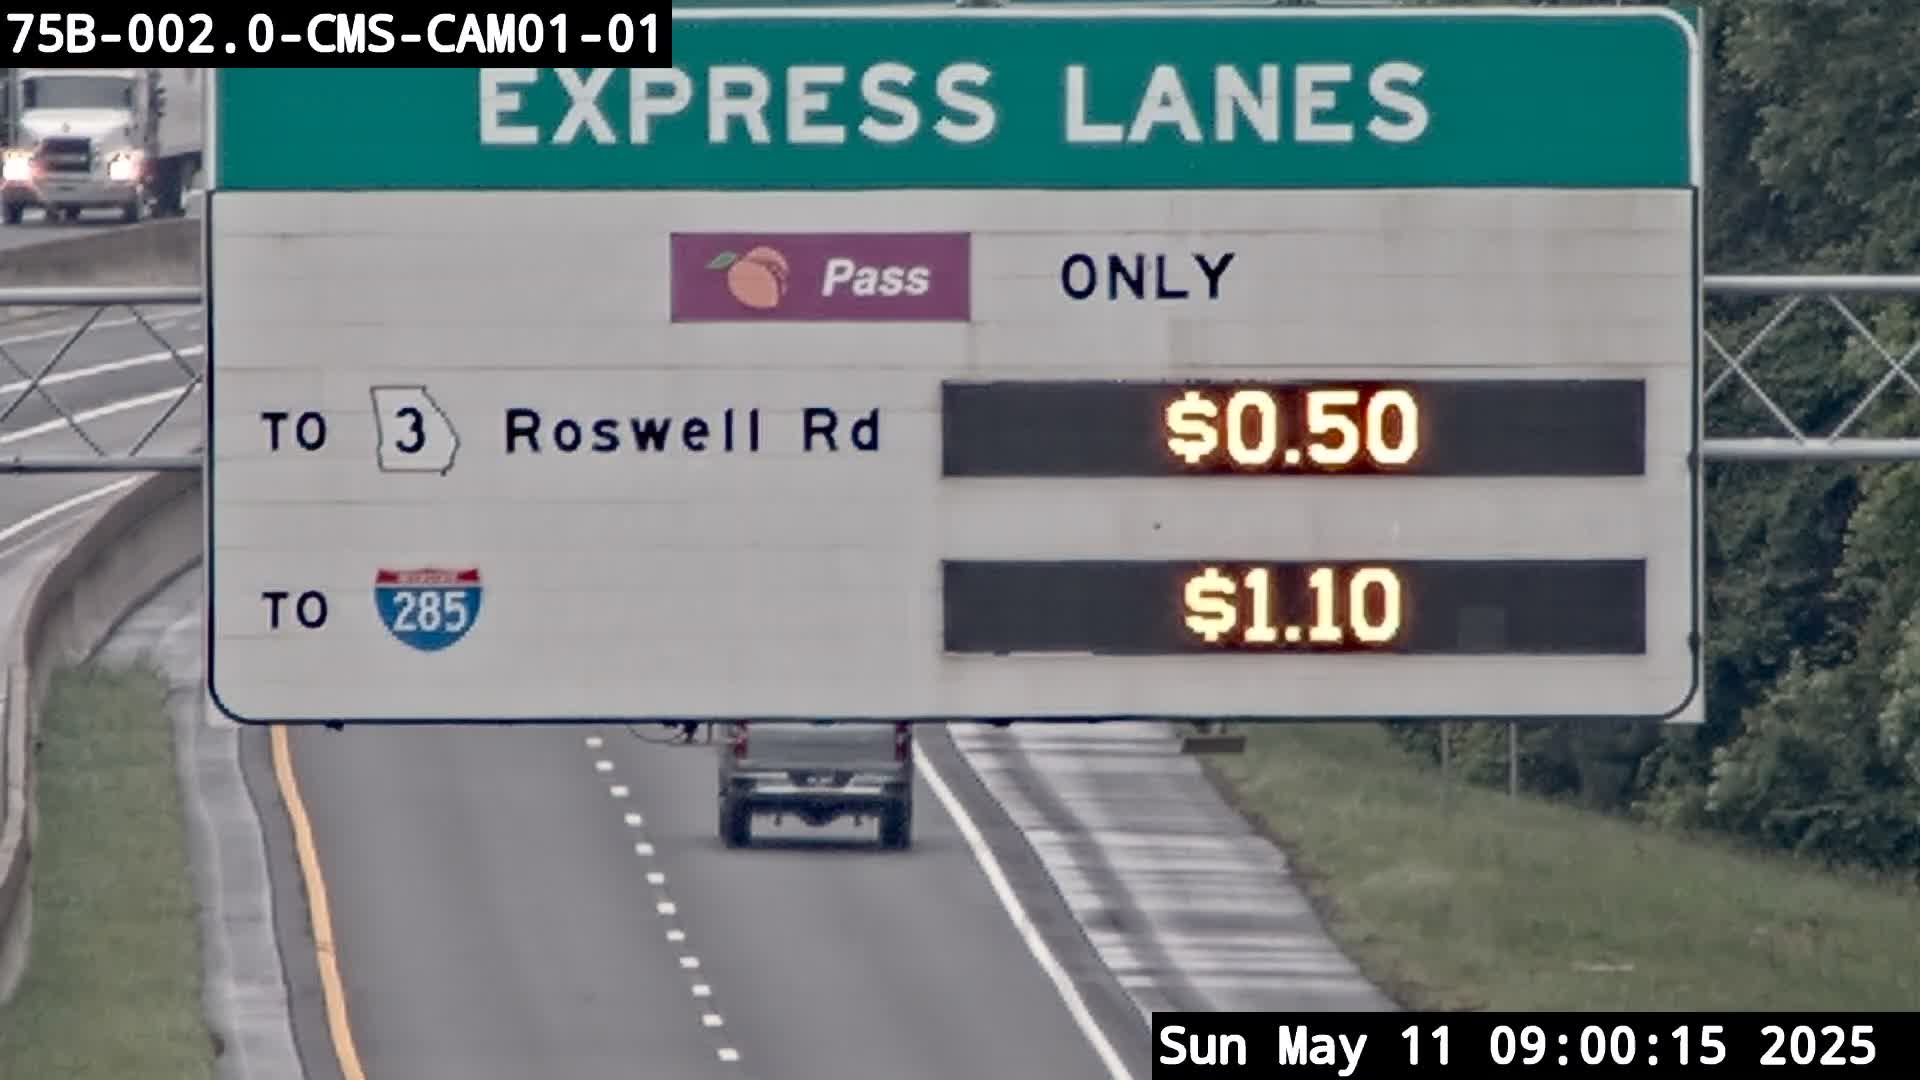 75B-002.0-CMS-CAM01-01
EXPRESS LANES
Pass ONLY
TO 3 Roswell Rd $0.50
TO 285 $1.10
Sun May 11 09:00:15 2025